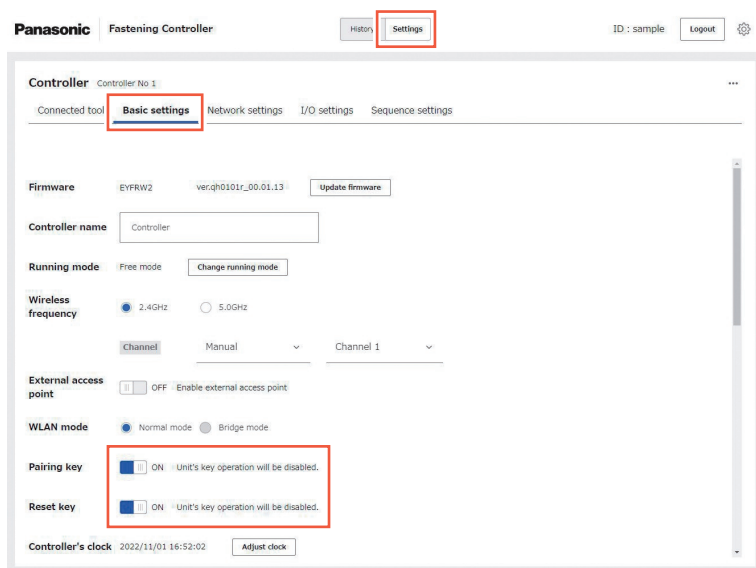 Panasonic Fastening Controller History Settings ID : sample Logout
Controller Controller No 1 ...
Connected tool Basic settings Network settings I/O settings Sequence settings
Firmware EYFRW2 ver.qh0101r_00.01.13 Update firmware
Controller name Controller
Running mode Free mode Change running mode
Wireless
frequency 2.4GHz 5.0GHz
Channel Manual Channel 1
External access
point OFF Enable external access point
WLAN mode Normal mode Bridge mode
Pairing key ON Unit's key operation will be disabled.
Reset key ON Unit's key operation will be disabled.
Controller's clock 2022/11/01 16:52:02 Adjust clock